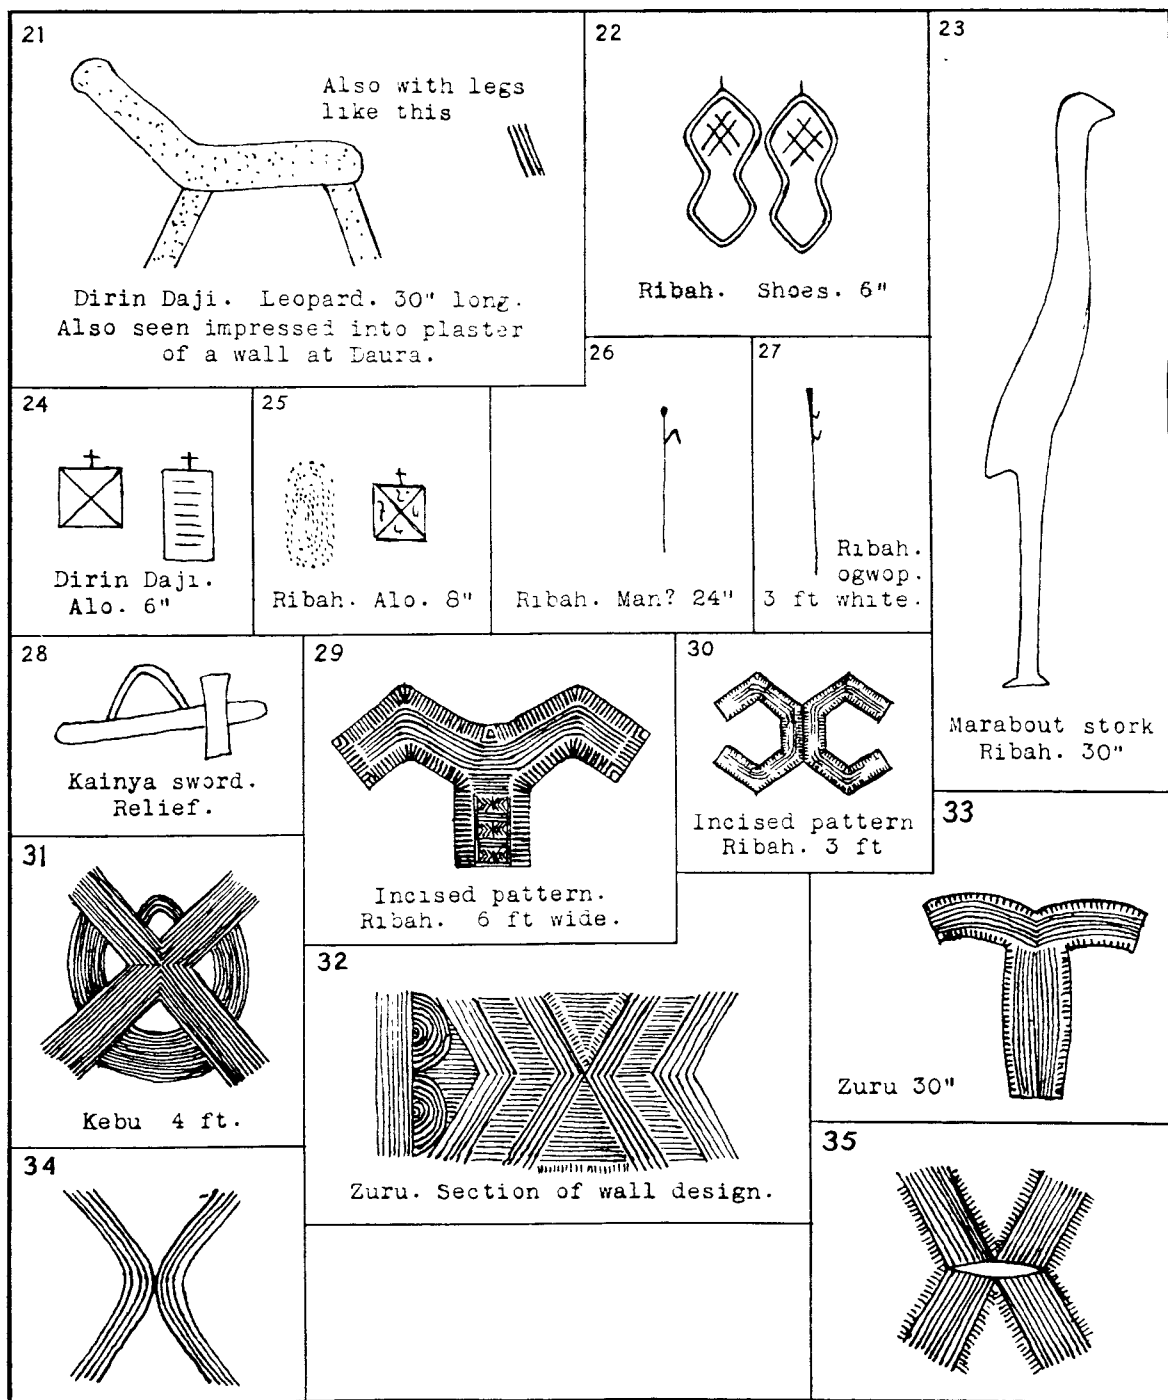 21
Also with legs
like this
Dirin Daji. Leopard. 30" long.
Also seen impressed into plaster
of a wall at Daura.
22
Ribah. Shoes. 6"
23
Marabout stork
Ribah. 30"
24
Dirin Daji.
Alo. 6"
25
Ribah. Alo. 8"
26
Ribah. Man? 24"
27
Ribah.
ogwop.
3 ft white.
28
Kainya sword.
Relief.
29
Incised pattern.
Ribah. 6 ft wide.
30
Incised pattern
Ribah. 3 ft
31
Kebu 4 ft.
32
Zuru. Section of wall design.
33
Zuru 30"
34
35